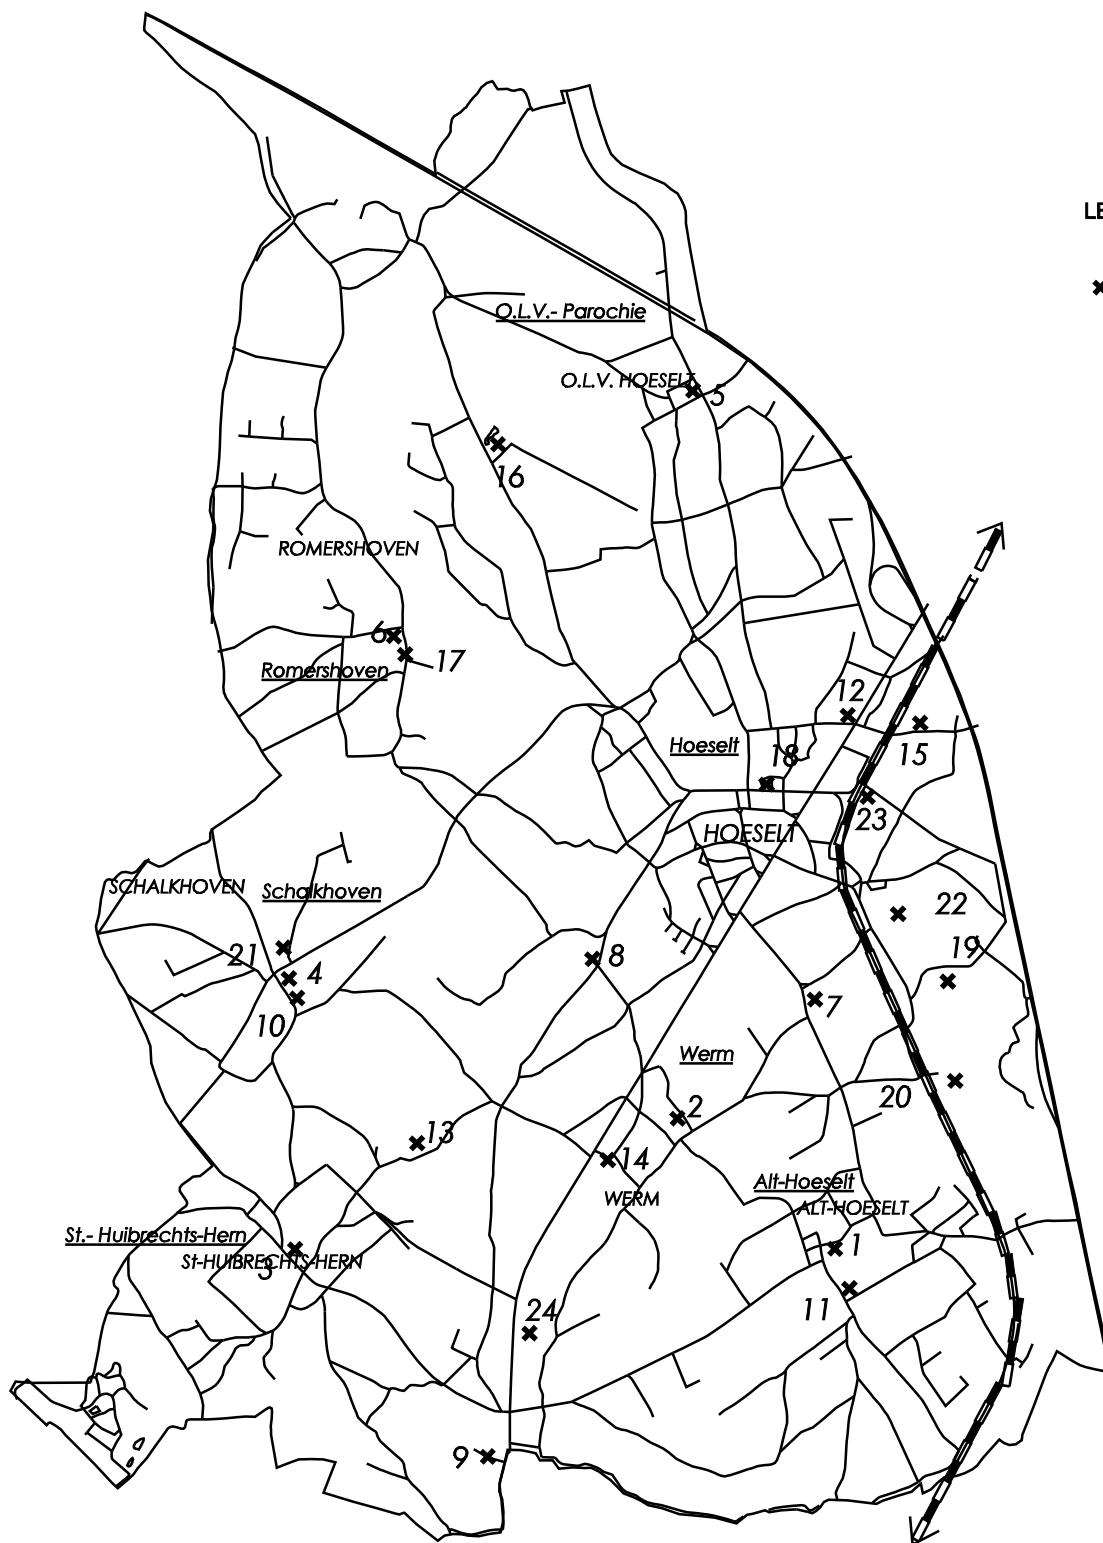 LE
O.L.V.- Parochie
O.L.V. HOESELT
5
16
ROMERSHOVEN
6
17
Romershoven
12
Hoeselt
18
15
23
HOESELT
SCHALKHOVEN
Schalkhoven
22
21
4
8
19
10
7
Werm
20
2
13
14
Alt-Hoeselt
WERM
ALT-HOESELT
St.- Huibrechts-Hern
St-HUIBRECHTS-HERN
3
1
11
24
9